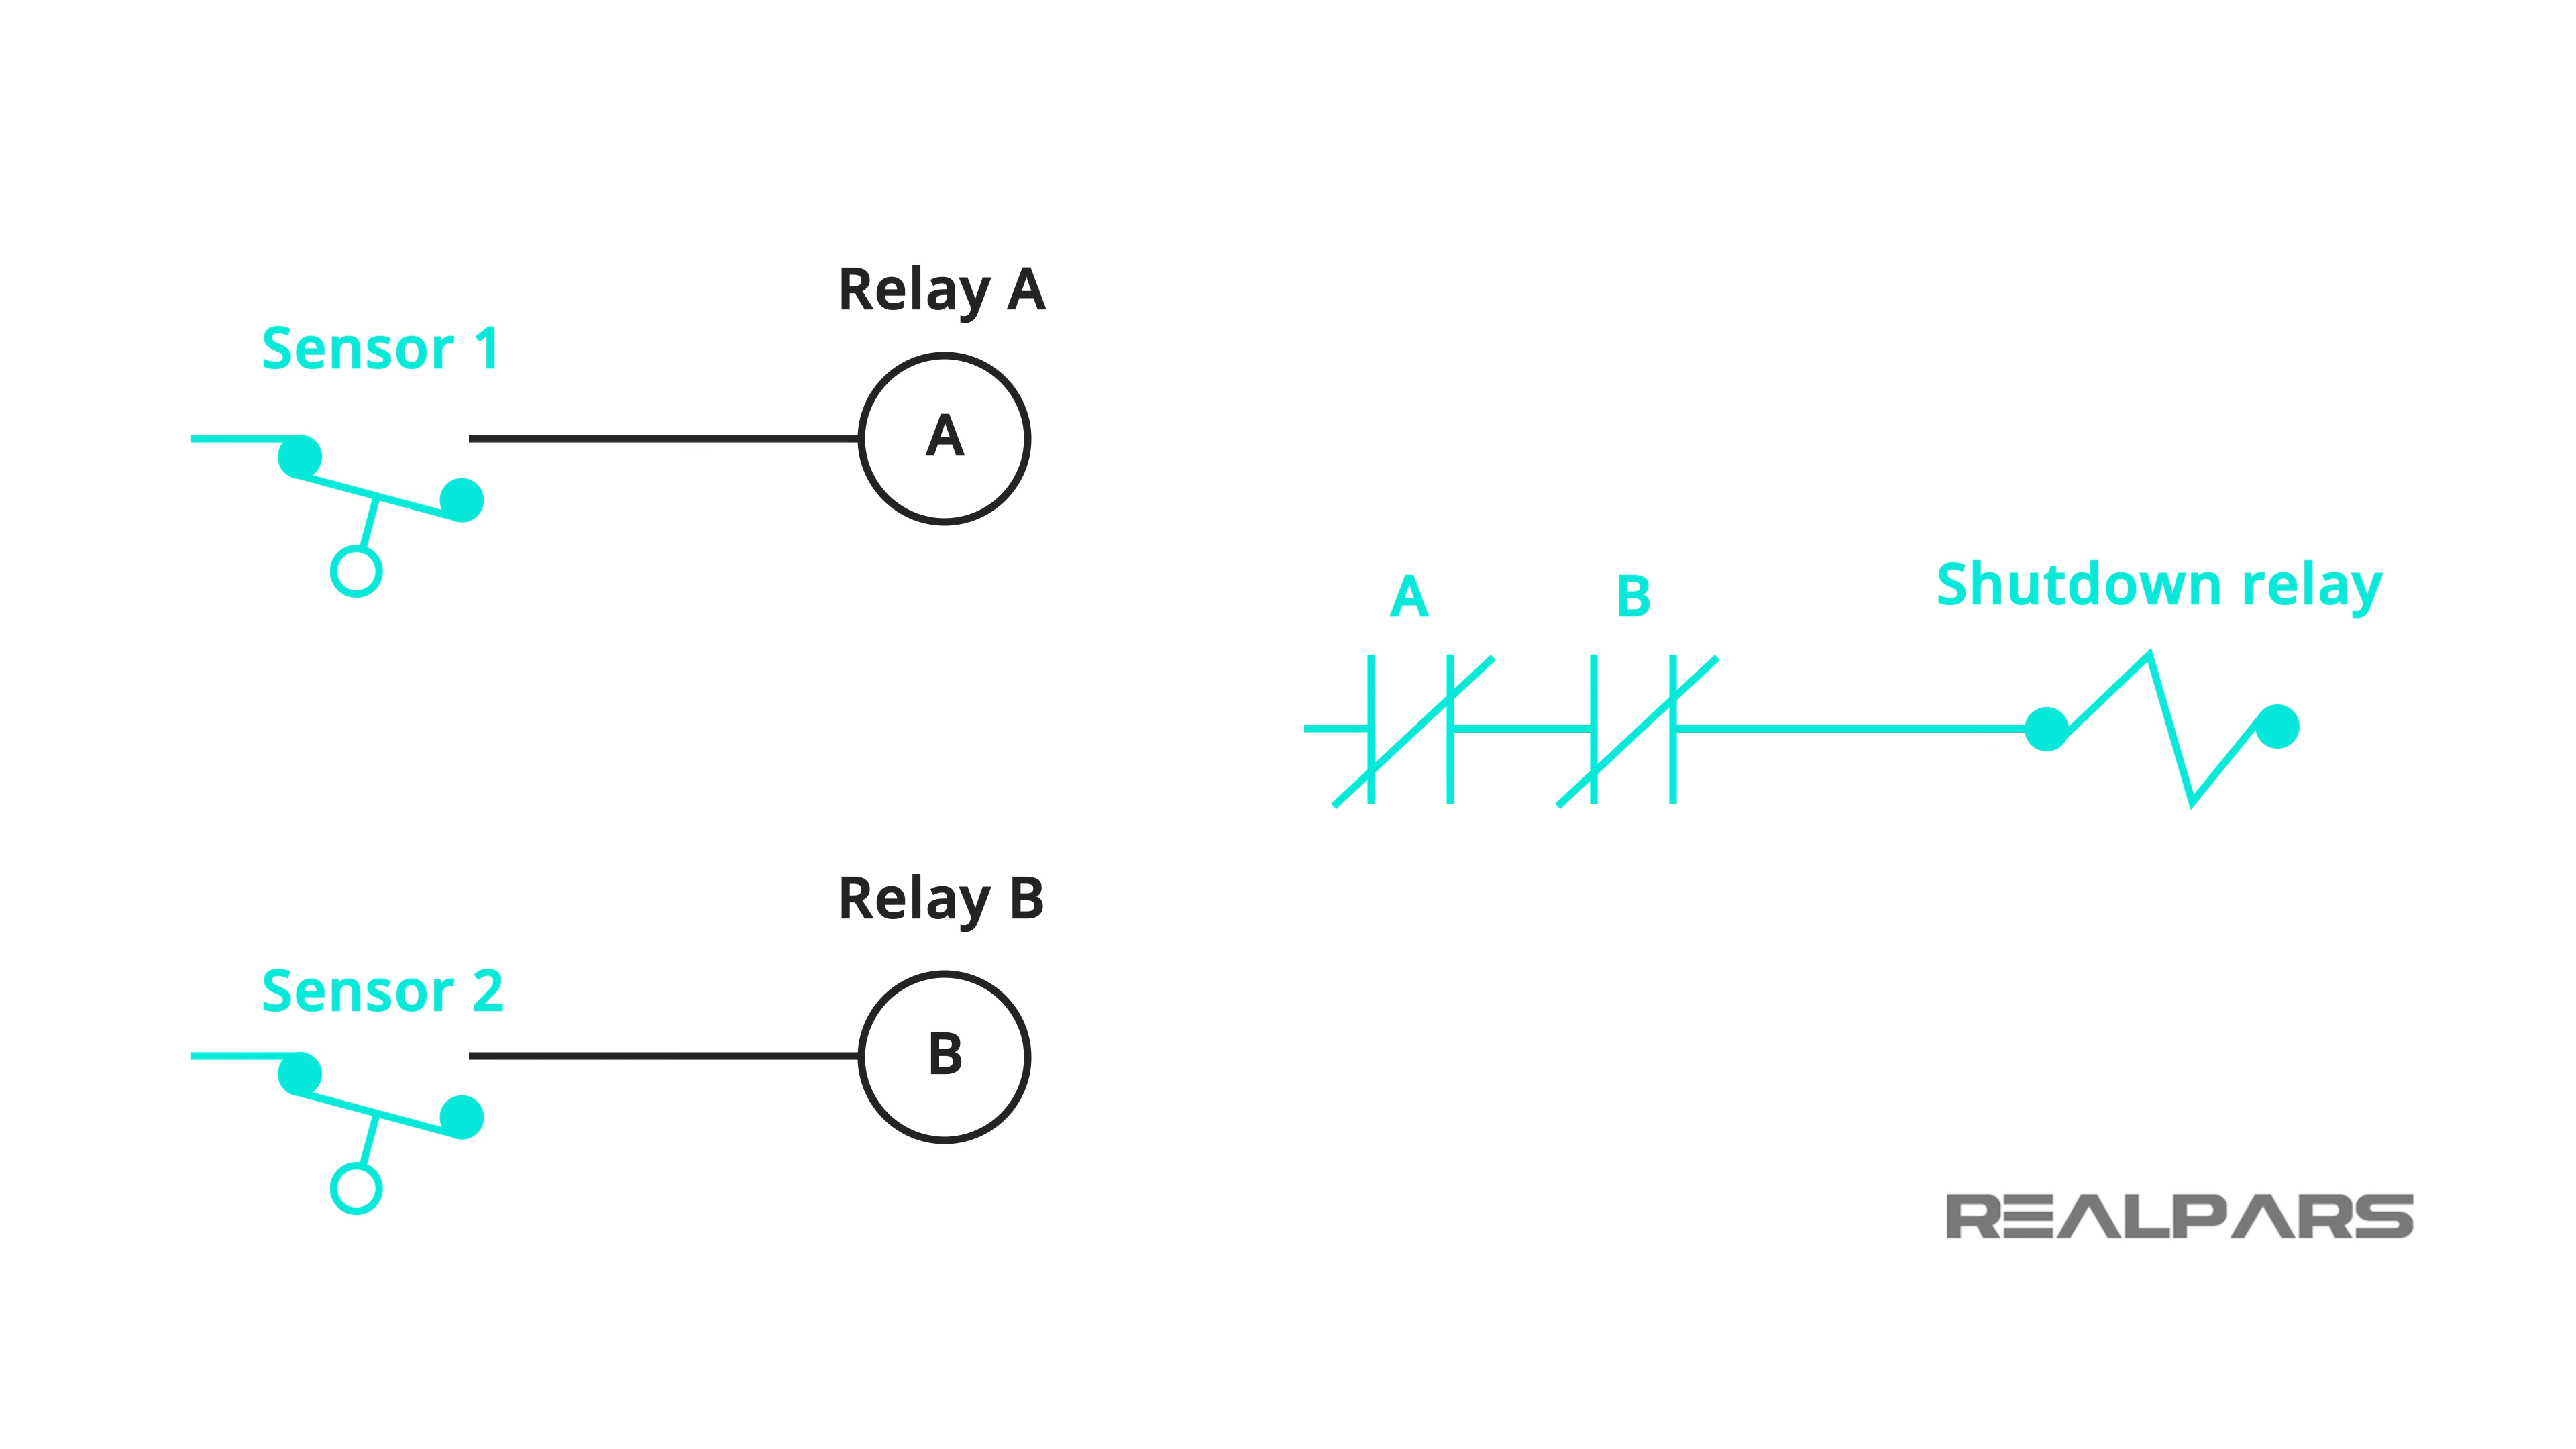 Relay A
Sensor 1
A
A
B
Shutdown relay
Relay B
Sensor 2
B
REALPARS